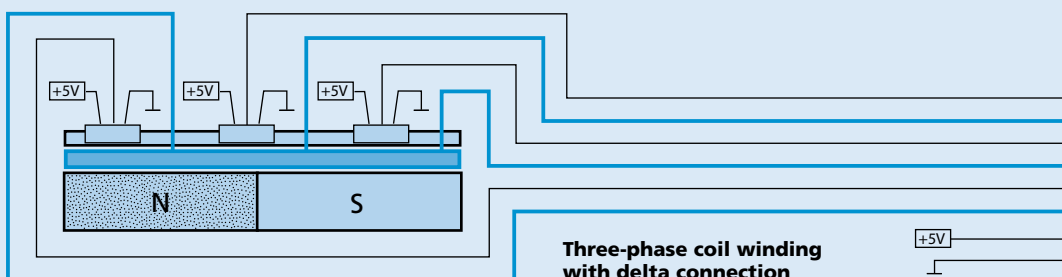 +5V +5V +5V
N S
+5V
Three-phase coil winding
with delta connection